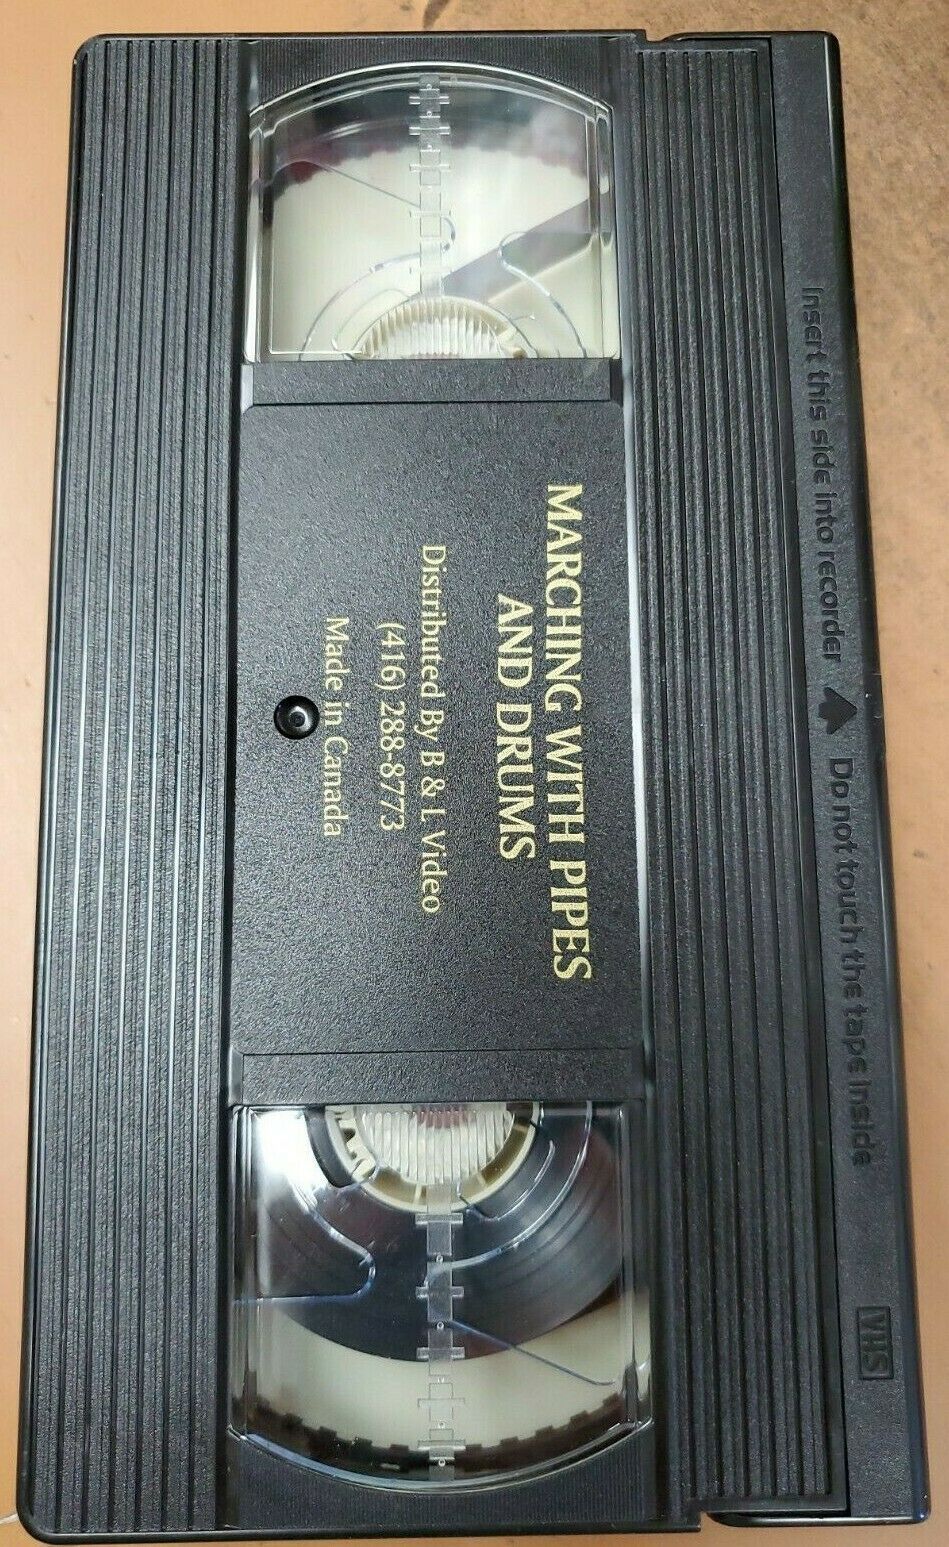 Insert this side into recorder Do not touch the tape inside
VHS
MARCHING WITH PIPES
AND DRUMS
Distributed By B & L Video
(416) 288-8773
Made in Canada